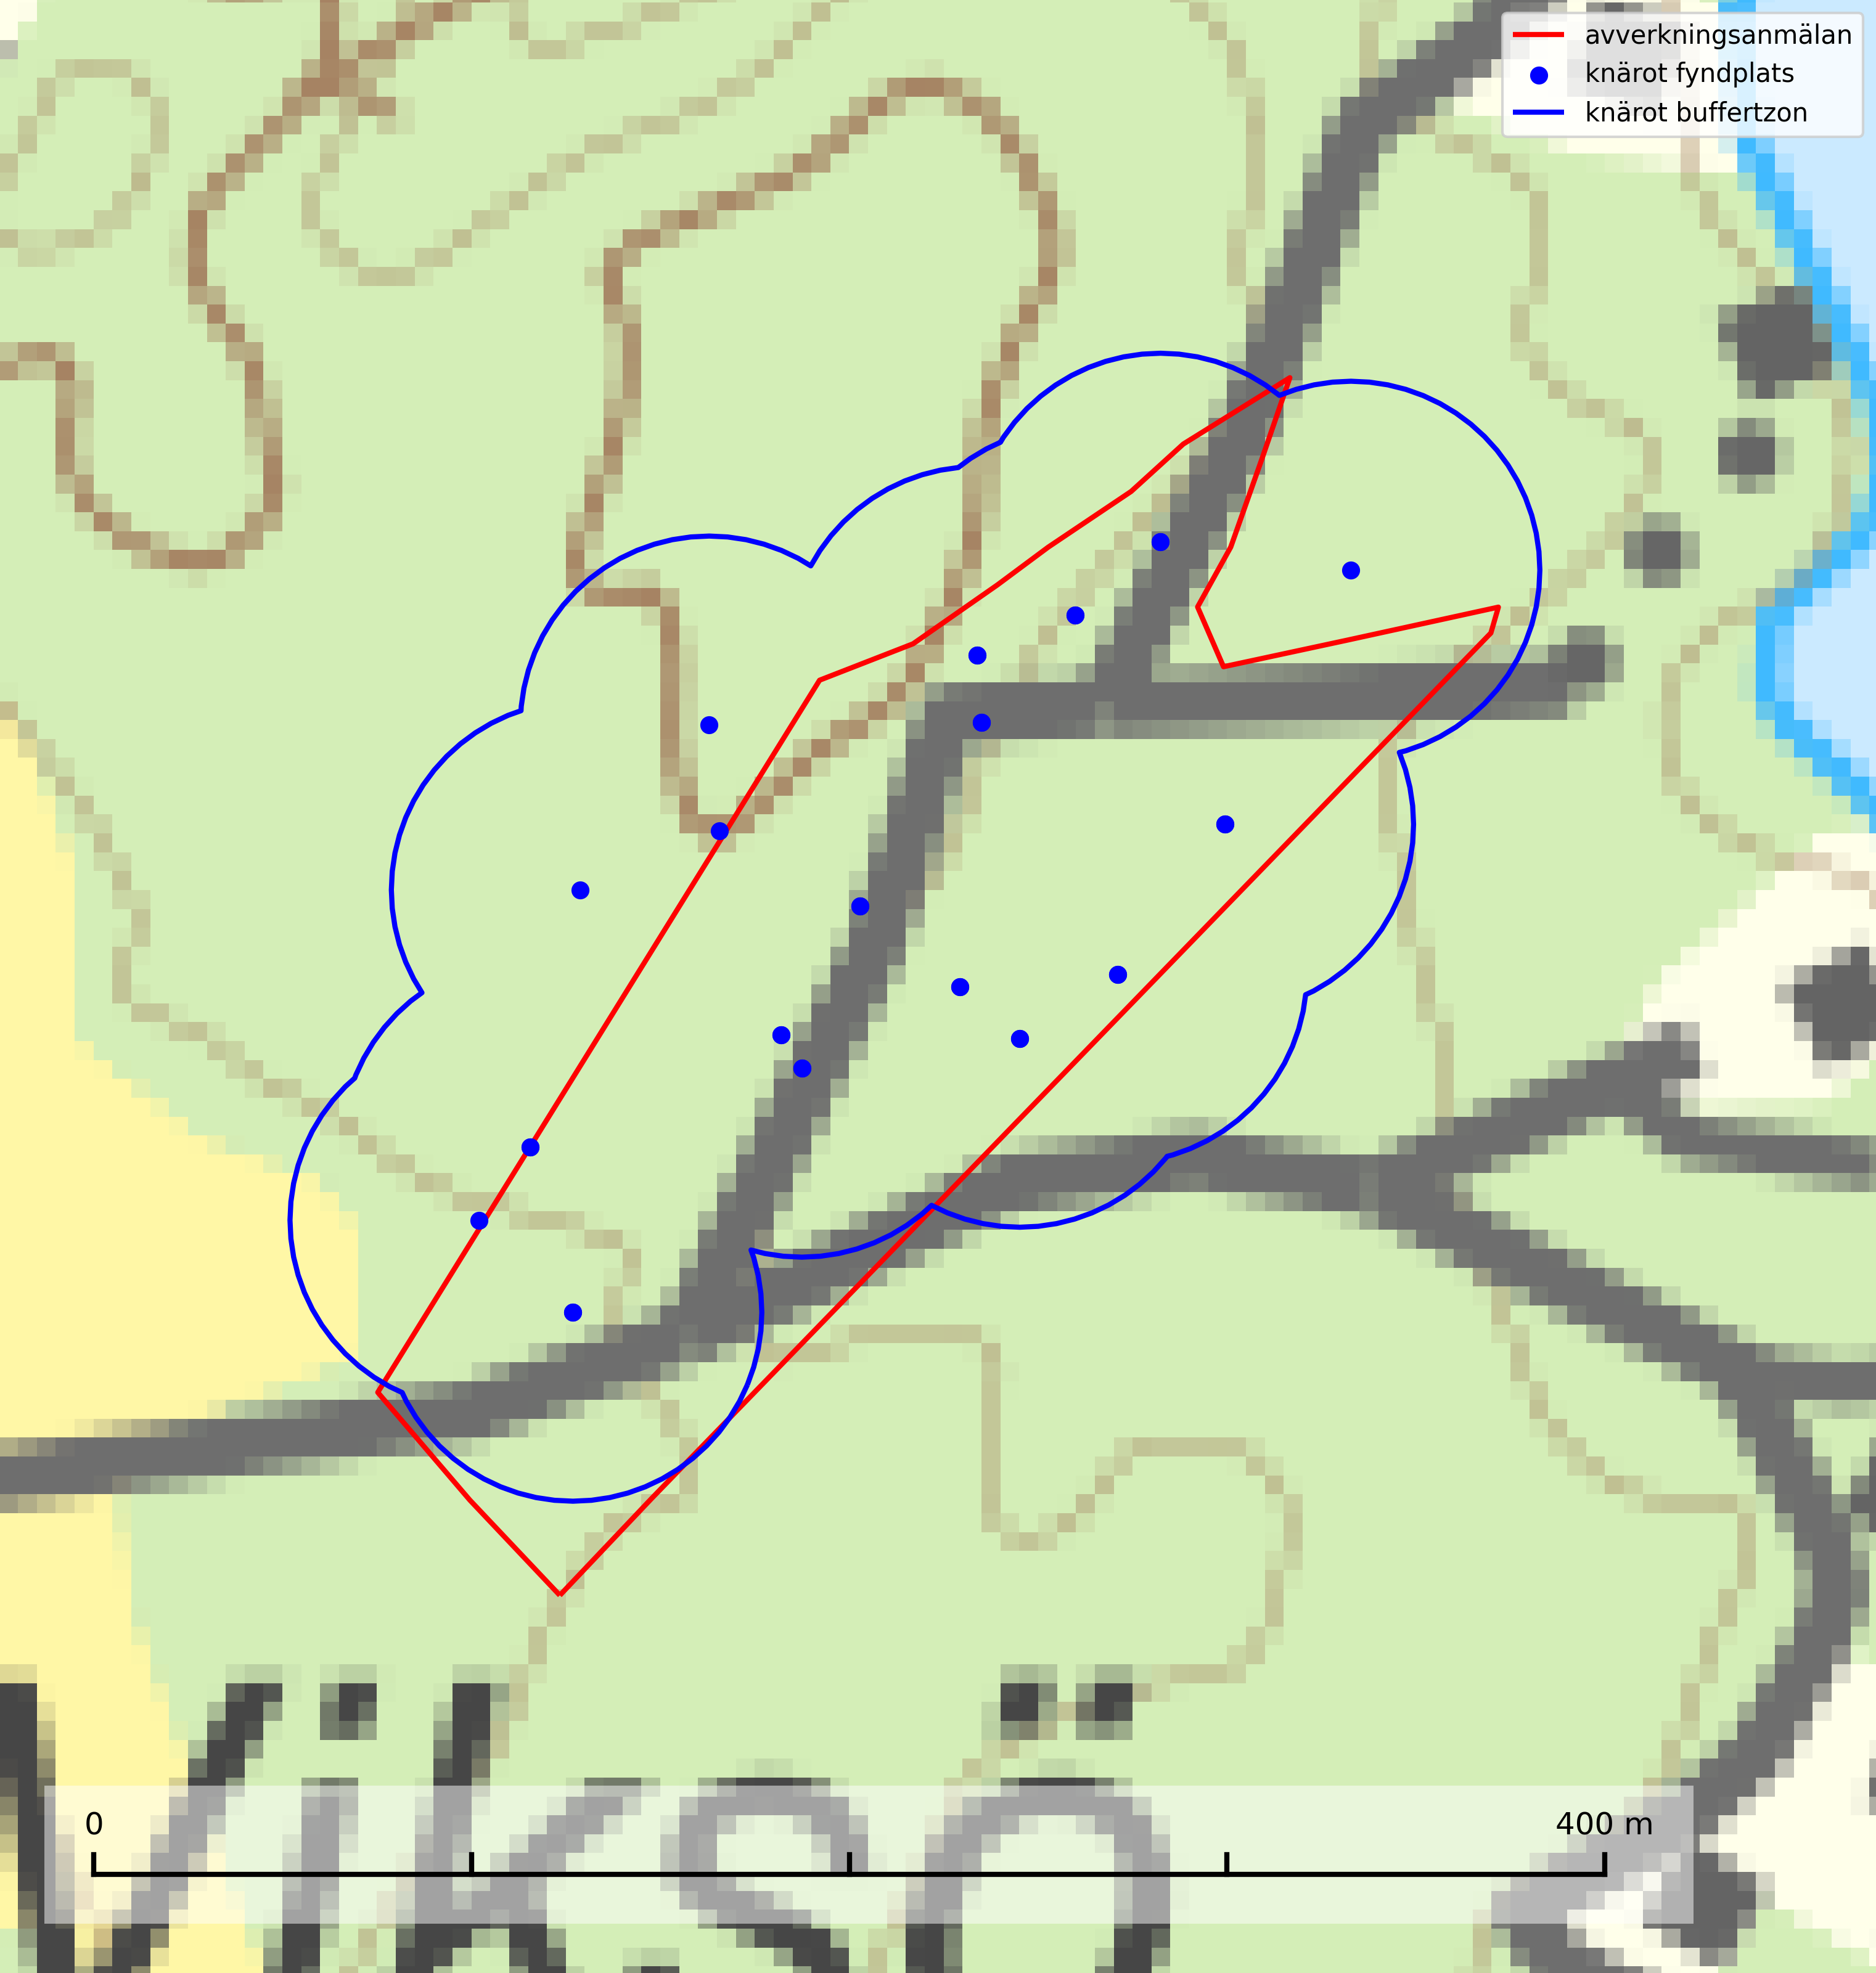 avverkningsanmälan
knärot fyndplats
knärot buffertzon
0
400 m